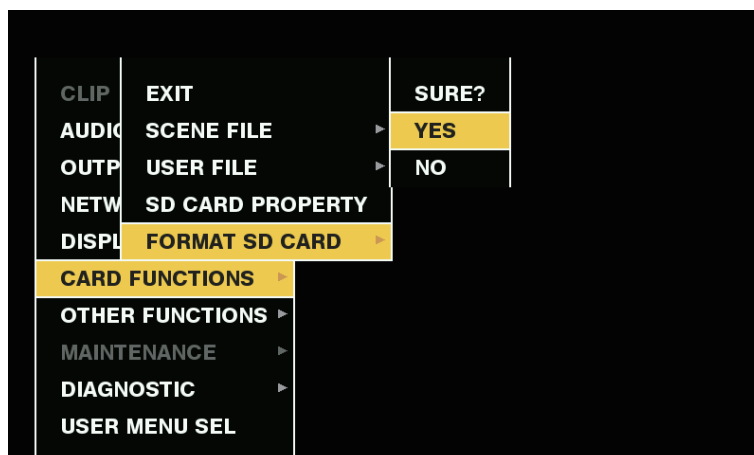 CLIP
AUDIO
OUTP
NETW
DISPL
CARD FUNCTIONS
OTHER FUNCTIONS
MAINTENANCE
DIAGNOSTIC
USER MENU SEL
EXIT
SCENE FILE
USER FILE
SD CARD PROPERTY
FORMAT SD CARD
SURE?
YES
NO